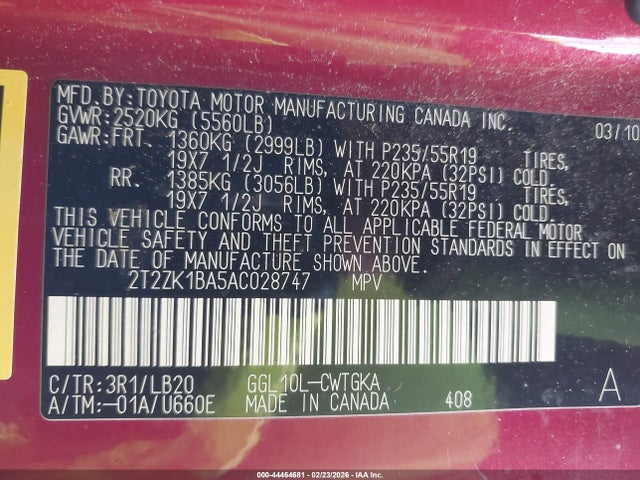 MFD.BY:TOYOTA MOTOR MANUFACTURING CANADA INC.
GVWR:2520KG (5560LB) 03/10
GAWR:FRT. 1360KG (2999LB) WITH P235/55R19 TIRES,
19X7 1/2J RIMS, AT 220KPA (32PSI) COLD.
RR. 1385KG (3056LB) WITH P235/55R19 TIRES,
19X7 1/2J RIMS, AT 220KPA (32PSI) COLD.
THIS VEHICLE CONFORMS TO ALL APPLICABLE FEDERAL MOTOR
VEHICLE SAFETY AND THEFT PREVENTION STANDARDS IN EFFECT ON
THE DATE OF MANUFACTURE SHOWN ABOVE.
2T2ZK1BA5AC028747 MPV
C/TR:3R1/LB20 GGL10L-CWTGKA A
A/TM:-01A/U660E MADE IN CANADA 408
000-44464681 - 02/23/2026 - IAA Inc.